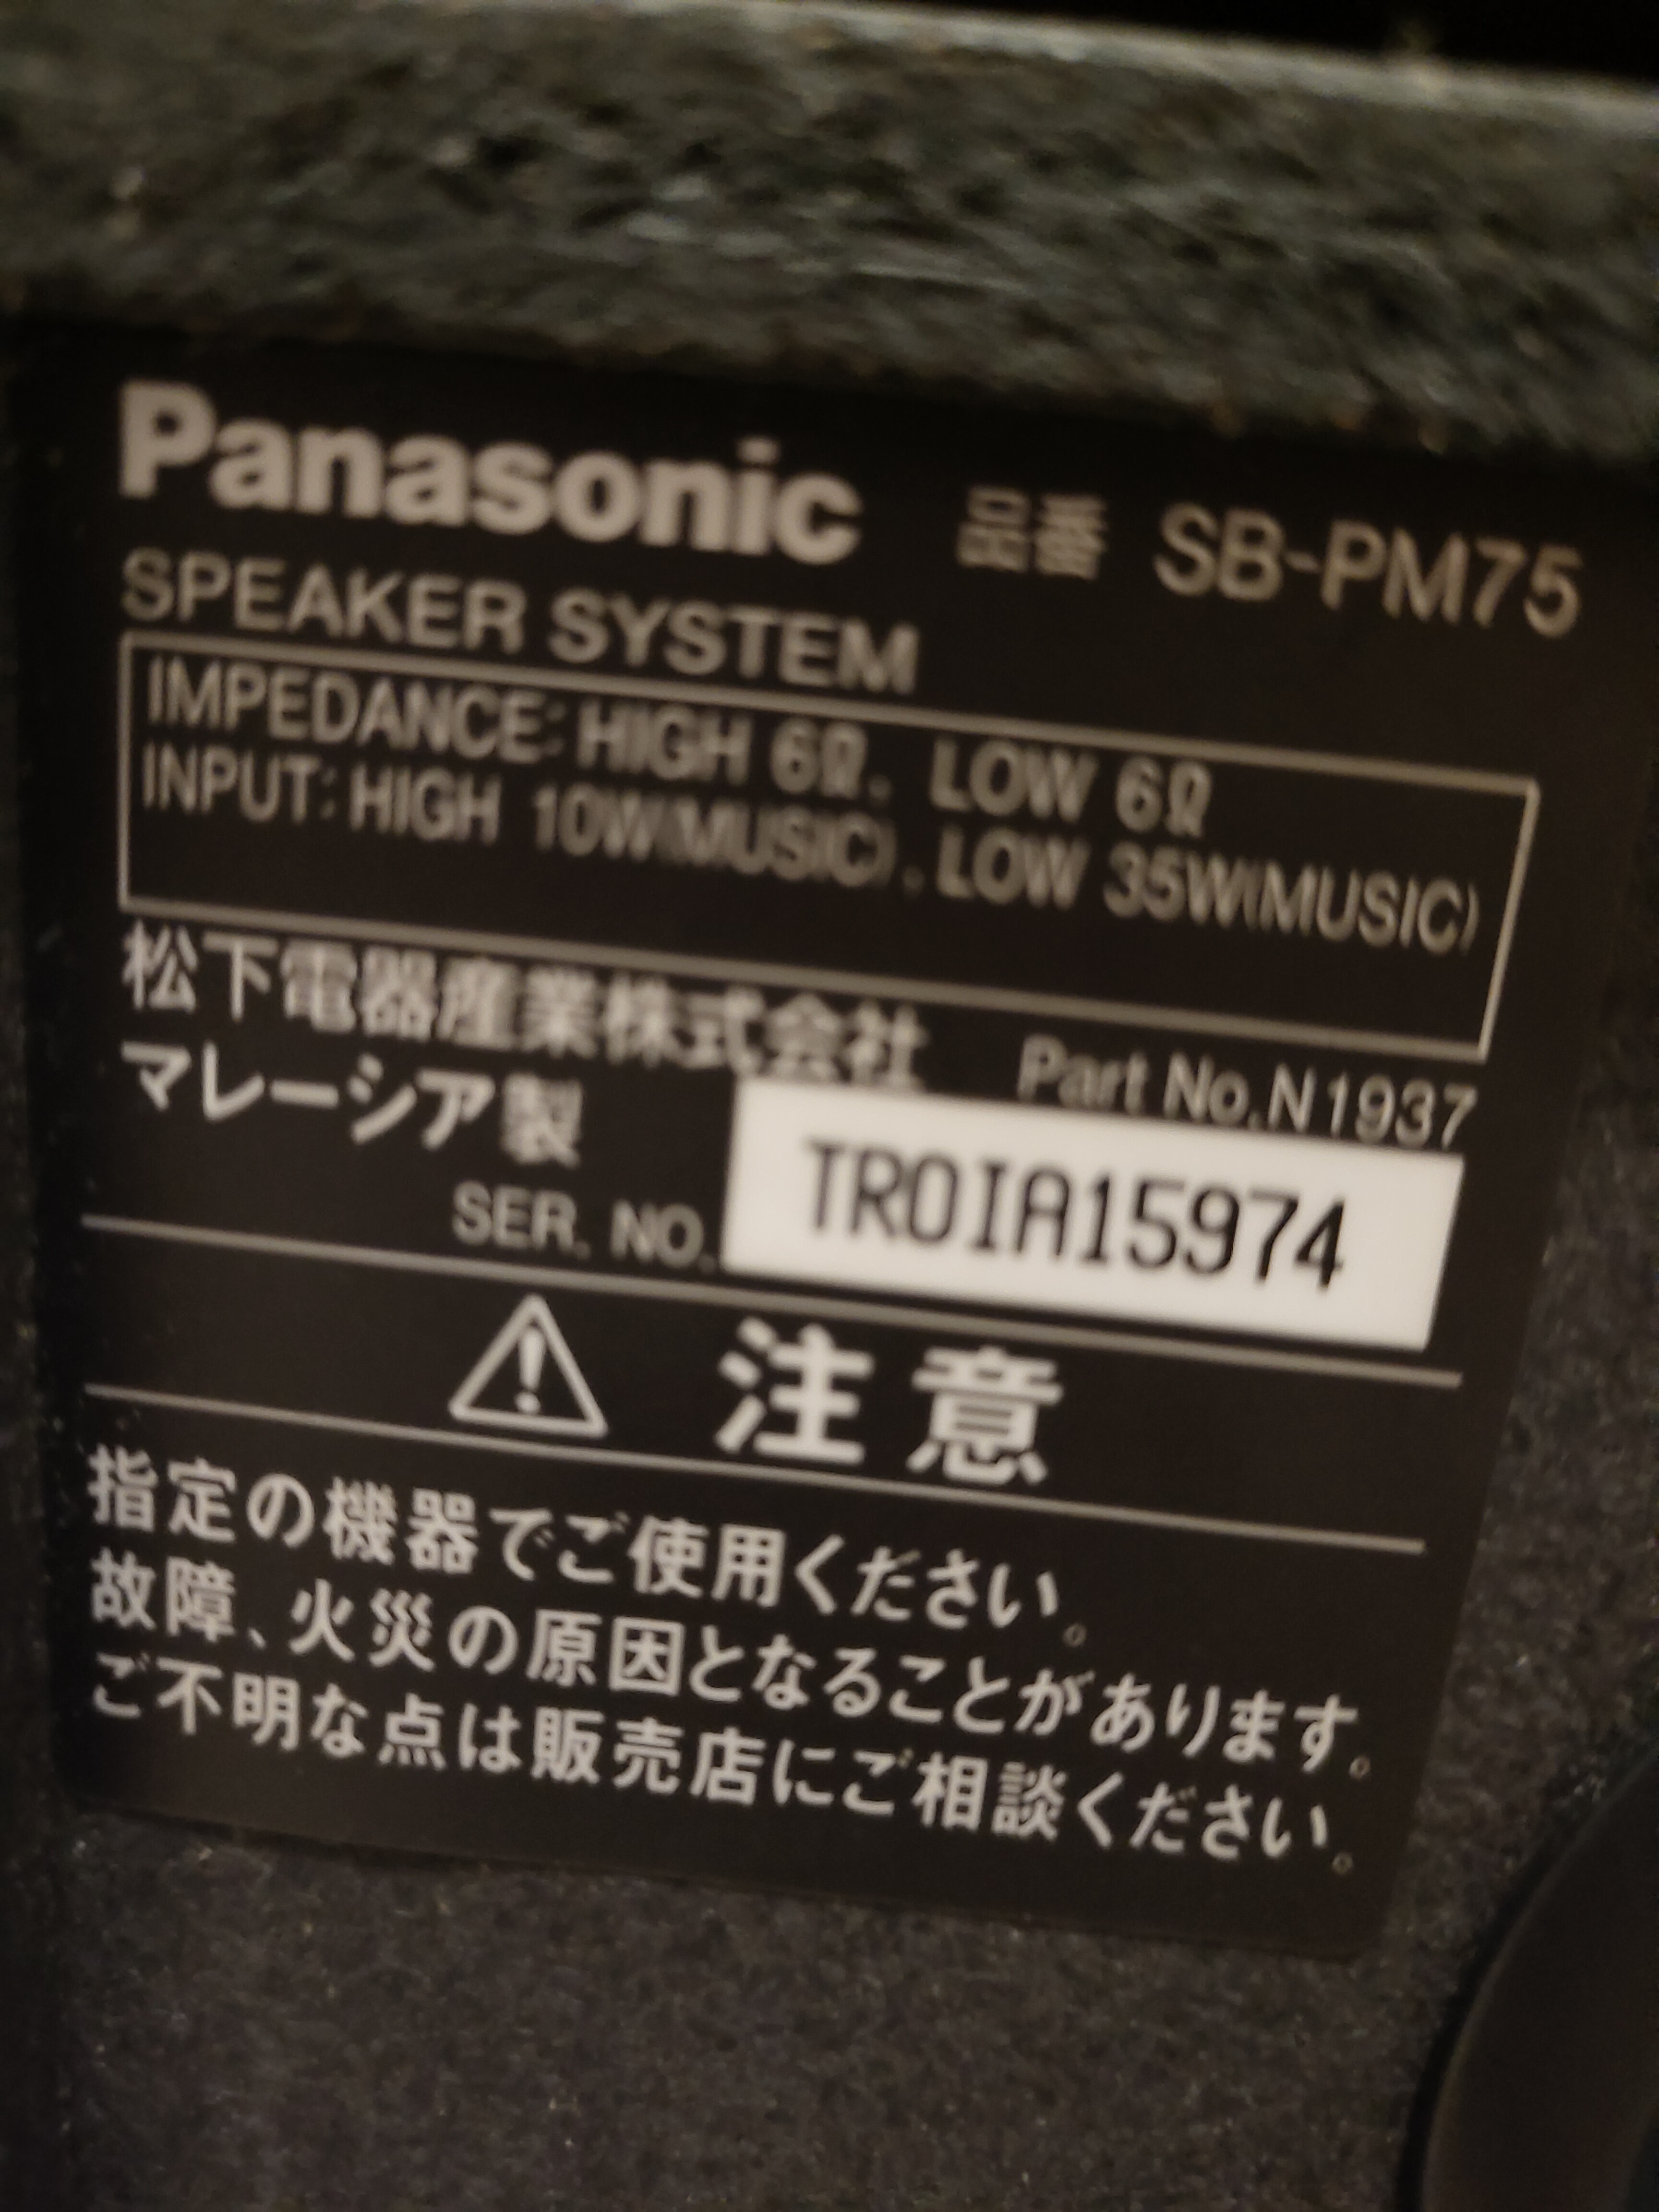 Panasonic 品番 SB-PM75
SPEAKER SYSTEM
IMPEDANCE: HIGH 6Ω, LOW 6Ω
INPUT: HIGH 10W(MUSIC), LOW 35W(MUSIC)
松下電器産業株式会社 Part No.N1937
マレーシア製
SER. NO. TR0IA15974
注意
指定の機器でご使用ください。
故障、火災の原因となることがあります。
ご不明な点は販売店にご相談ください。